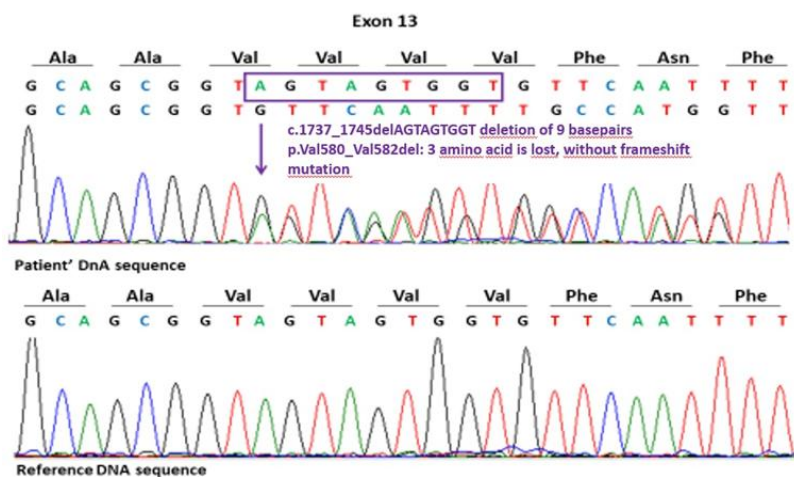 Exon 13
Ala Ala Val Val Val Val Phe Asn Phe
G C A G C G G T A G T A G T G G T G T T C A A T T T T
G C A G C G G T G T T C A A T T T T G C C A T G G T T
c.1737_1745delAGTAGTGGT deletion of 9 basepairs
p.Val580_Val582del: 3 amino acid is lost, without frameshift
mutation
Patient' DnA sequence
Ala Ala Val Val Val Val Phe Asn Phe
G C A G C G G T A G T A G T G G T G T T C A A T T T T
Reference DNA sequence